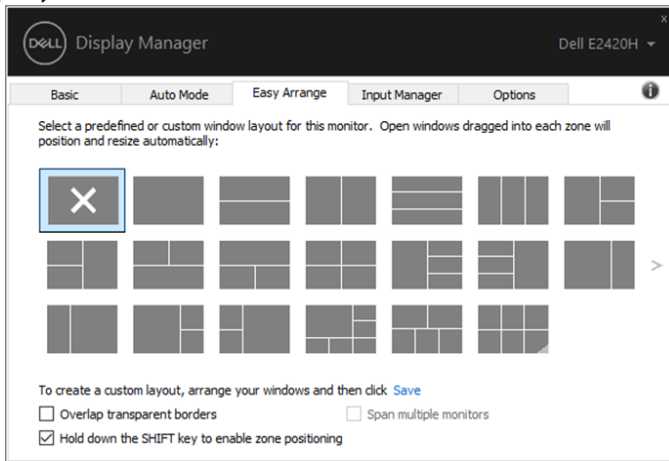 x
DELL Display Manager Dell E2420H
Basic Auto Mode Easy Arrange Input Manager Options
Select a predefined or custom window layout for this monitor. Open windows dragged into each zone will
position and resize automatically:
>
To create a custom layout, arrange your windows and then click Save
Overlap transparent borders Span multiple monitors
Hold down the SHIFT key to enable zone positioning